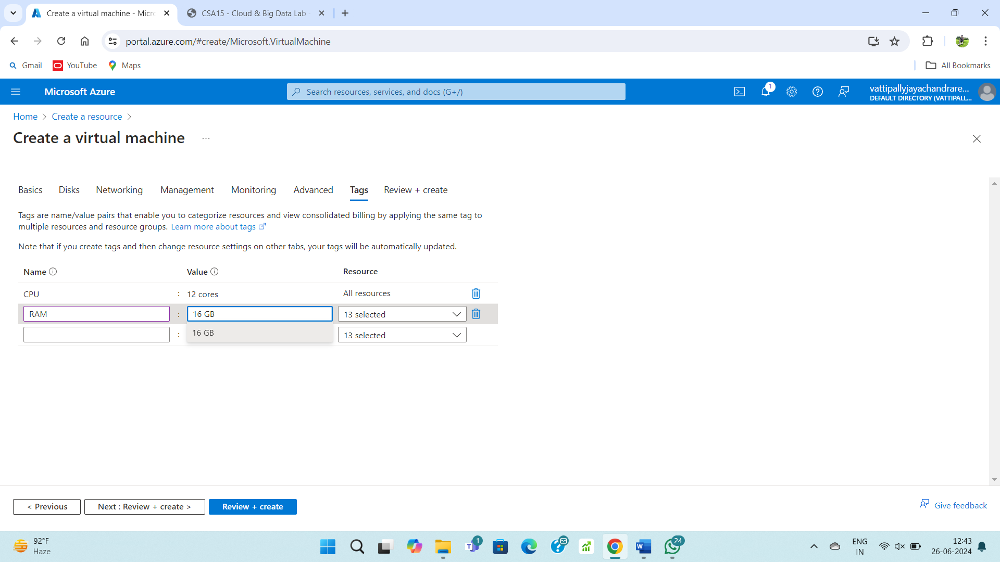 Create a virtual machine - Micro
CSA15 - Cloud & Big Data Lab -
portal.azure.com/#create/Microsoft.VirtualMachine
Gmail
YouTube
Maps
All Bookmarks
Microsoft Azure
Search resources, services, and docs (G+/)
1
vattipallyjayachandrare...
DEFAULT DIRECTORY (VATTIPALL...
Home > Create a resource >
Create a virtual machine ...
Basics Disks Networking Management Monitoring Advanced Tags Review + create
Tags are name/value pairs that enable you to categorize resources and view consolidated billing by applying the same tag to
multiple resources and resource groups. Learn more about tags
Note that if you create tags and then change resource settings on other tabs, your tags will be automatically updated.
Name Value Resource
CPU : 12 cores All resources
RAM : 16 GB 13 selected
16 GB
: 13 selected
< Previous
Next : Review + create >
Review + create
Give feedback
92°F
Haze
1
24
ENG
IN
12:43
26-06-2024